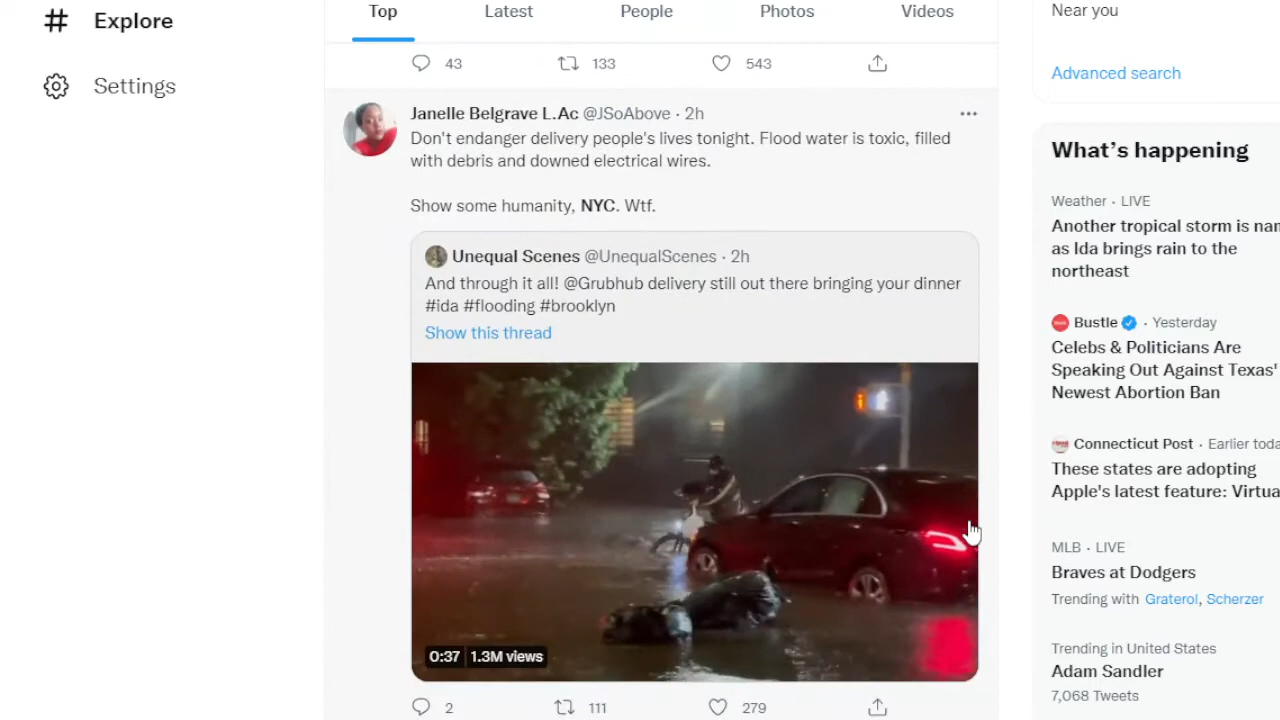 Explore
Settings
Top Latest People Photos Videos
43 133 543
Janelle Belgrave L.Ac @JSoAbove · 2h
Don't endanger delivery people's lives tonight. Flood water is toxic, filled
with debris and downed electrical wires.
Show some humanity, NYC. Wtf.
Unequal Scenes @UnequalScenes · 2h
And through it all! @Grubhub delivery still out there bringing your dinner
#ida #flooding #brooklyn
Show this thread
0:37 1.3M views
2 111 279
Near you
Advanced search
What's happening
Weather · LIVE
Another tropical storm is nam
as Ida brings rain to the
northeast
Bustle · Yesterday
Celebs & Politicians Are
Speaking Out Against Texas'
Newest Abortion Ban
Connecticut Post · Earlier toda
These states are adopting
Apple's latest feature: Virtua
MLB · LIVE
Braves at Dodgers
Trending with Graterol, Scherzer
Trending in United States
Adam Sandler
7,068 Tweets